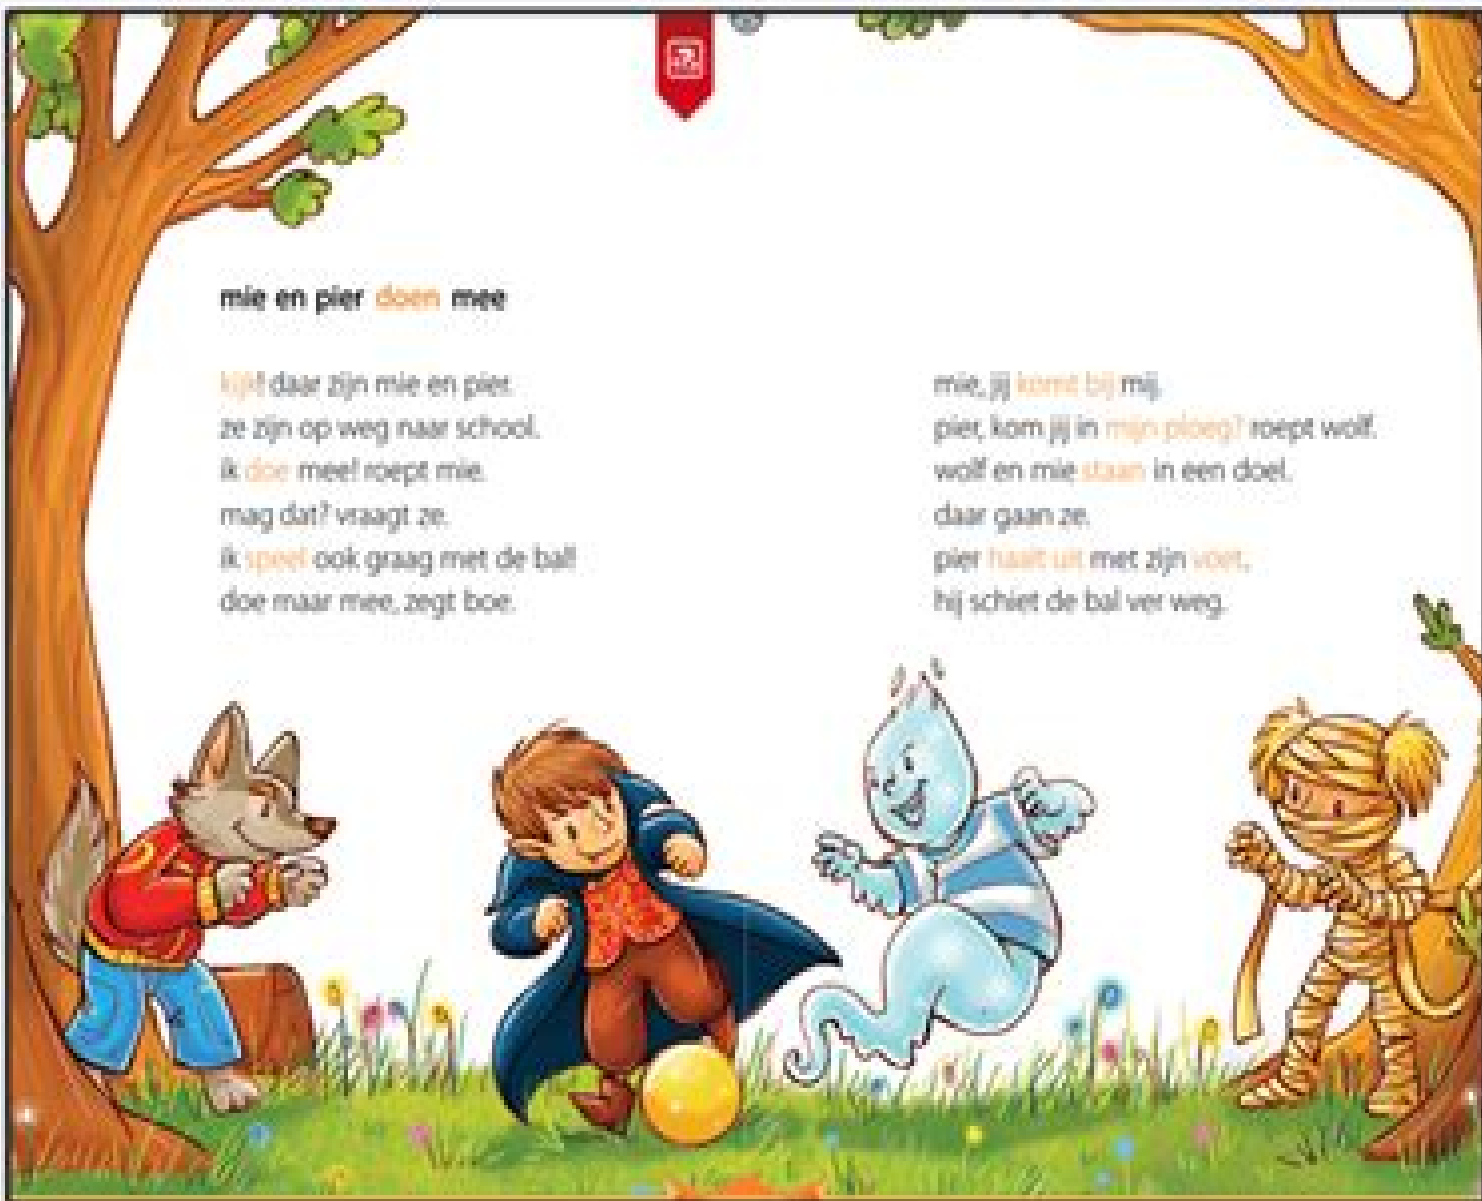 mie en pier doen mee
kijk! daar zijn mie en pier.
ze zijn op weg naar school.
ik doe mee! roept mie.
mag dat? vraagt ze.
ik speel ook graag met de bal!
doe maar mee, zegt boe.
mie, jij komt bij mij.
pier, kom jij in mijn ploeg? roept wolf.
wolf en mie staan in een doel.
daar gaan ze.
pier haalt uit met zijn voet.
hij schiet de bal ver weg.